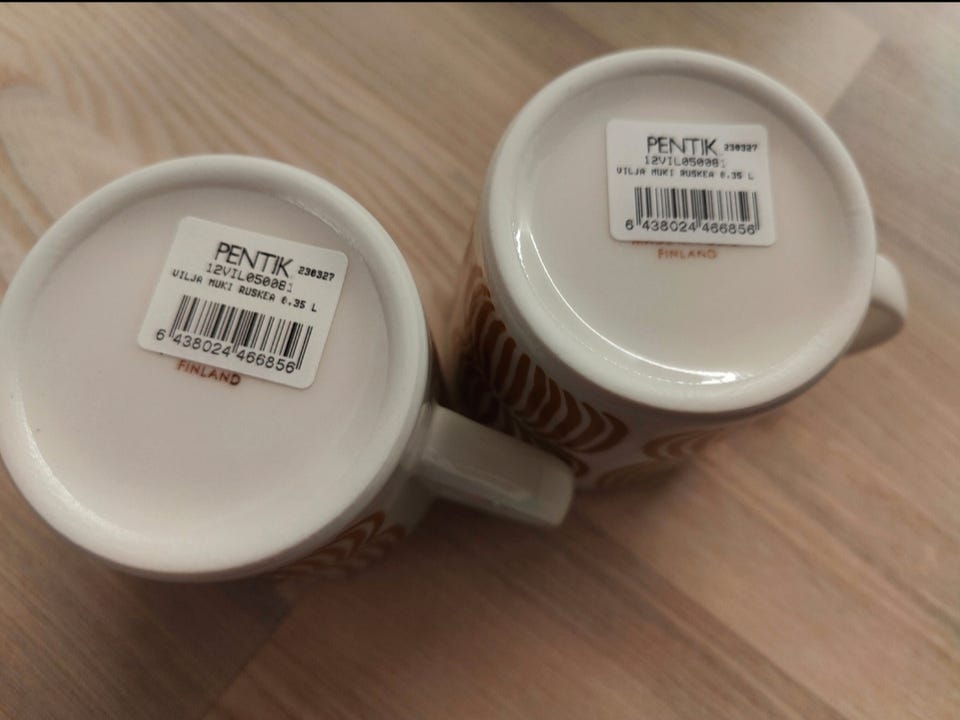 PENTIK 230327
12VIL050081
VILJA MUKI RUSKEA 0.35 L
6 438024 466856
FINLAND
PENTIK 230327
12VIL050081
VILJA MUKI RUSKEA 0.35 L
6 438024 466856
FINLAND